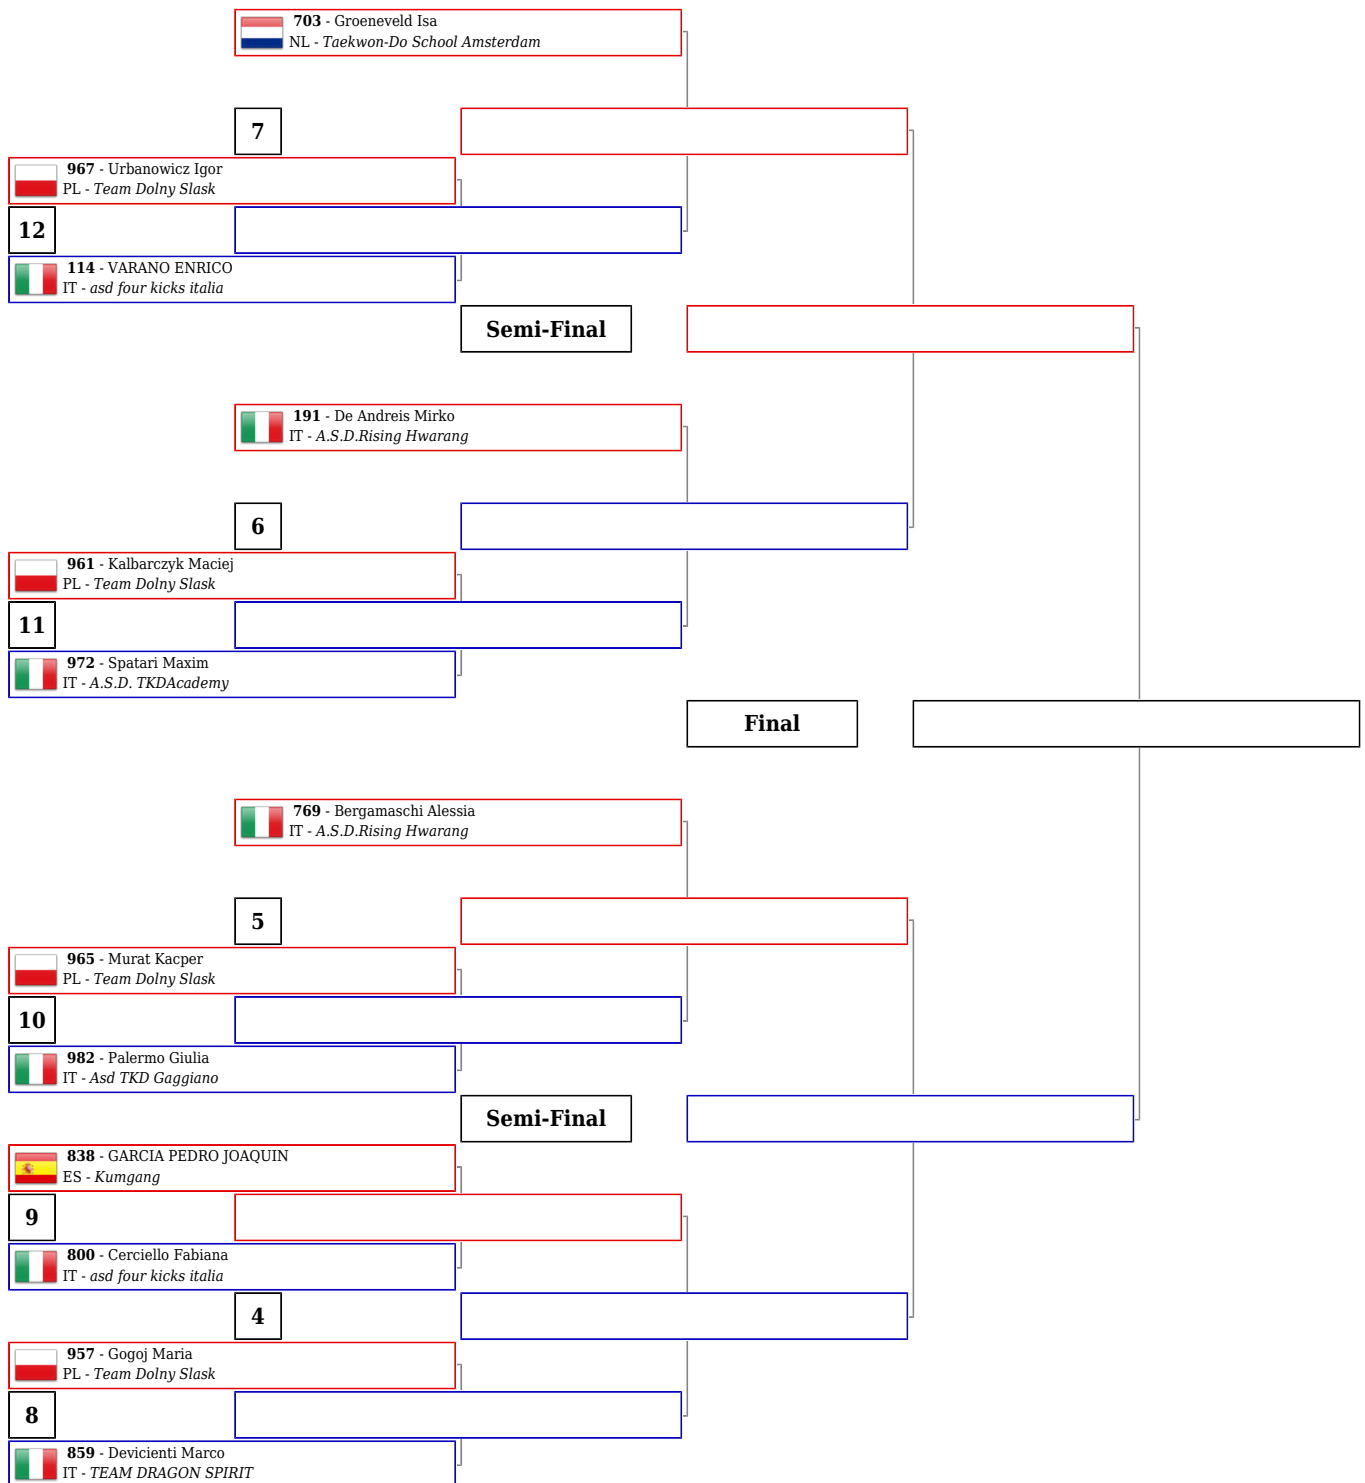 703 - Groeneveld Isa
NL - Taekwon-Do School Amsterdam
7
967 - Urbanowicz Igor
PL - Team Dolny Slask
12
114 - VARANO ENRICO
IT - asd four kicks italia
Semi-Final
191 - De Andreis Mirko
IT - A.S.D.Rising Hwarang
6
961 - Kalbarczyk Maciej
PL - Team Dolny Slask
11
972 - Spatari Maxim
IT - A.S.D. TKDAcademy
Final
769 - Bergamaschi Alessia
IT - A.S.D.Rising Hwarang
5
965 - Murat Kacper
PL - Team Dolny Slask
10
982 - Palermo Giulia
IT - Asd TKD Gaggiano
Semi-Final
838 - GARCIA PEDRO JOAQUIN
ES - Kumgang
9
800 - Cerciello Fabiana
IT - asd four kicks italia
4
957 - Gogoj Maria
PL - Team Dolny Slask
8
859 - Devicienti Marco
IT - TEAM DRAGON SPIRIT